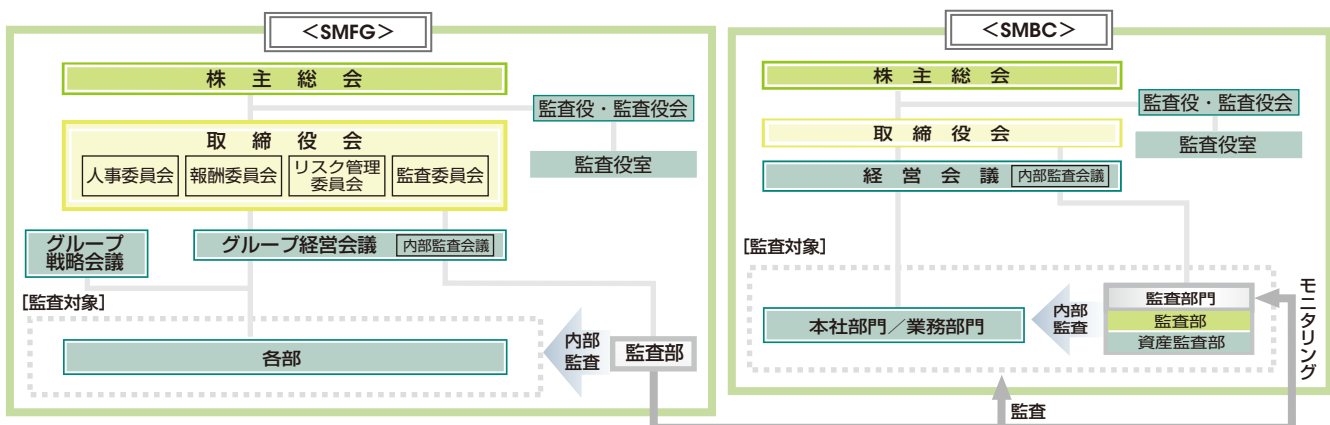 <SMFG>
株主総会
監査役・監査役会
監査役室
取締役会
人事委員会
報酬委員会
リスク管理
委員会
監査委員会
グループ
戦略会議
グループ経営会議
内部監査会議
[監査対象]
各部
内部
監査
監査部
<SMBC>
株主総会
監査役・監査役会
監査役室
取締役会
経営会議
内部監査会議
[監査対象]
本社部門／業務部門
内部
監査
監査部門
監査部
資産監査部
モニタリング
監査